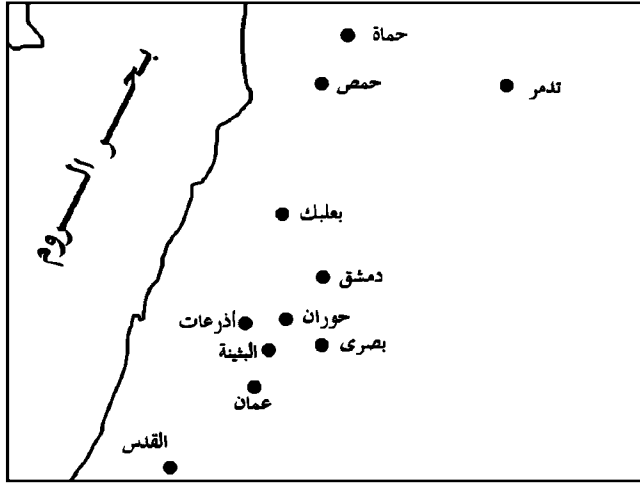 حماة
حمص
تدمر
بحر الروم
بعلبك
دمشق
حوران
أذرعات
بصرى
البثينة
عمان
القدس